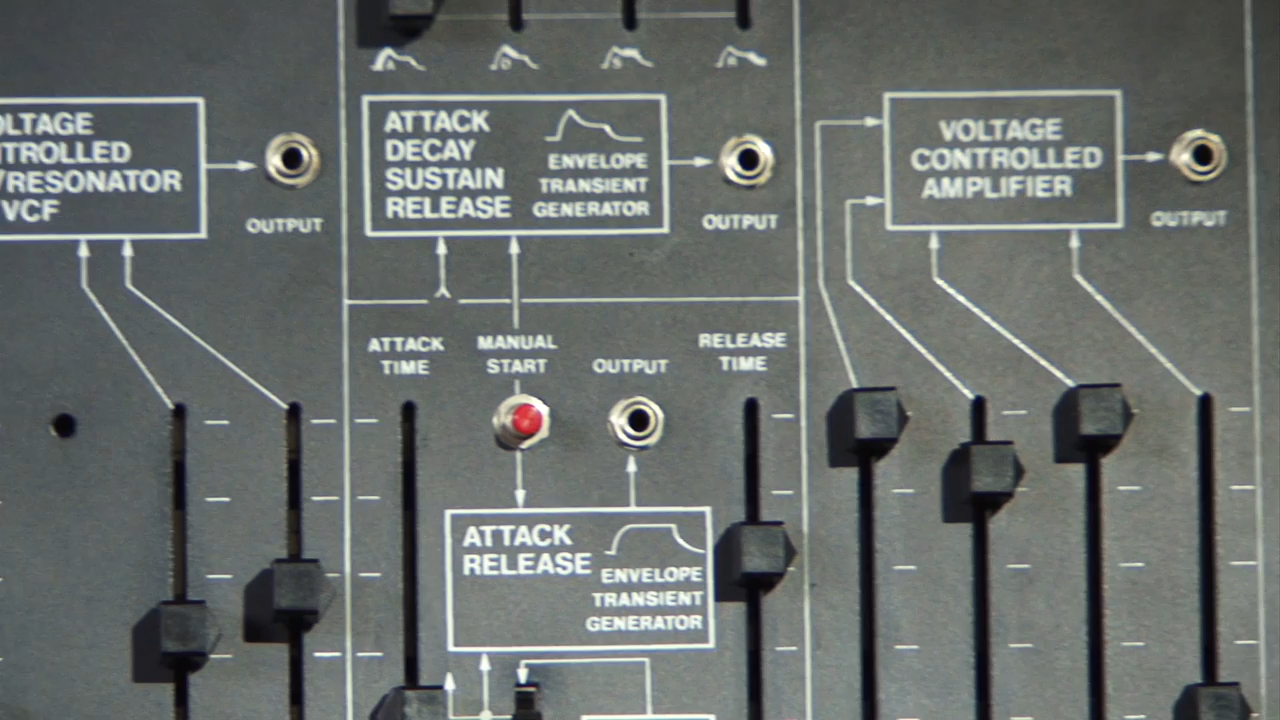 OLTAGE
TROLLED
/RESONATOR
VCF
OUTPUT
A
D
S
R
ATTACK
DECAY
SUSTAIN
RELEASE
ENVELOPE
TRANSIENT
GENERATOR
OUTPUT
VOLTAGE
CONTROLLED
AMPLIFIER
OUTPUT
ATTACK
TIME
MANUAL
START
OUTPUT
RELEASE
TIME
ATTACK
RELEASE
ENVELOPE
TRANSIENT
GENERATOR